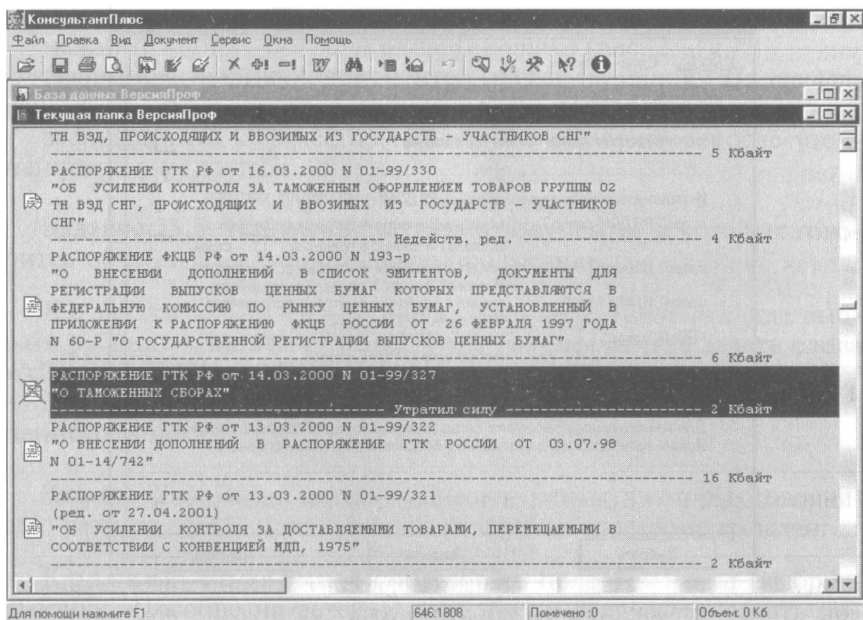 КонсультантПлюс
Файл Правка Вид Документ Сервис Окна Помощь
База данных ВерсияПроф
Текущая папка ВерсияПроф
ТН ВЭД, ПРОИСХОДЯЩИХ И ВВОЗИМЫХ ИЗ ГОСУДАРСТВ - УЧАСТНИКОВ СНГ"
5 Кбайт
РАСПОРЯЖЕНИЕ ГТК РФ от 16.03.2000 N 01-99/330
"ОБ УСИЛЕНИИ КОНТРОЛЯ ЗА ТАМОЖЕННЫМ ОФОРМЛЕНИЕМ ТОВАРОВ ГРУППЫ 02
ТН ВЭД СНГ, ПРОИСХОДЯЩИХ И ВВОЗИМЫХ ИЗ ГОСУДАРСТВ - УЧАСТНИКОВ
СНГ"
Недейств. ред. 4 Кбайт
РАСПОРЯЖЕНИЕ ФКЦБ РФ от 14.03.2000 N 193-р
"О ВНЕСЕНИИ ДОПОЛНЕНИЙ В СПИСОК ЭМИТЕНТОВ, ДОКУМЕНТЫ ДЛЯ
РЕГИСТРАЦИИ ВЫПУСКОВ ЦЕННЫХ БУМАГ КОТОРЫХ ПРЕДСТАВЛЯЮТСЯ В
ФЕДЕРАЛЬНУЮ КОМИССИЮ ПО РЫНКУ ЦЕННЫХ БУМАГ, УСТАНОВЛЕННЫЙ В
ПРИЛОЖЕНИИ К РАСПОРЯЖЕНИЮ ФКЦБ РОССИИ ОТ 26 ФЕВРАЛЯ 1997 ГОДА
N 60-Р "О ГОСУДАРСТВЕННОЙ РЕГИСТРАЦИИ ВЫПУСКОВ ЦЕННЫХ БУМАГ"
6 Кбайт
РАСПОРЯЖЕНИЕ ГТК РФ от 14.03.2000 N 01-99/327
"О ТАМОЖЕННЫХ СБОРАХ"
Утратил силу 2 Кбайт
РАСПОРЯЖЕНИЕ ГТК РФ от 13.03.2000 N 01-99/322
"О ВНЕСЕНИИ ДОПОЛНЕНИЙ В РАСПОРЯЖЕНИЕ ГТК РОССИИ ОТ 03.07.98
N 01-14/742"
16 Кбайт
РАСПОРЯЖЕНИЕ ГТК РФ от 13.03.2000 N 01-99/321
(ред. от 27.04.2001)
"ОБ УСИЛЕНИИ КОНТРОЛЯ ЗА ДОСТАВЛЯЕМЫМИ ТОВАРАМИ, ПЕРЕМЕЩАЕМЫМИ В
СООТВЕТСТВИИ С КОНВЕНЦИЕЙ МДП, 1975"
2 Кбайт
Для помощи нажмите F1 646:1808 Помечено :0 Объем: 0 Кб